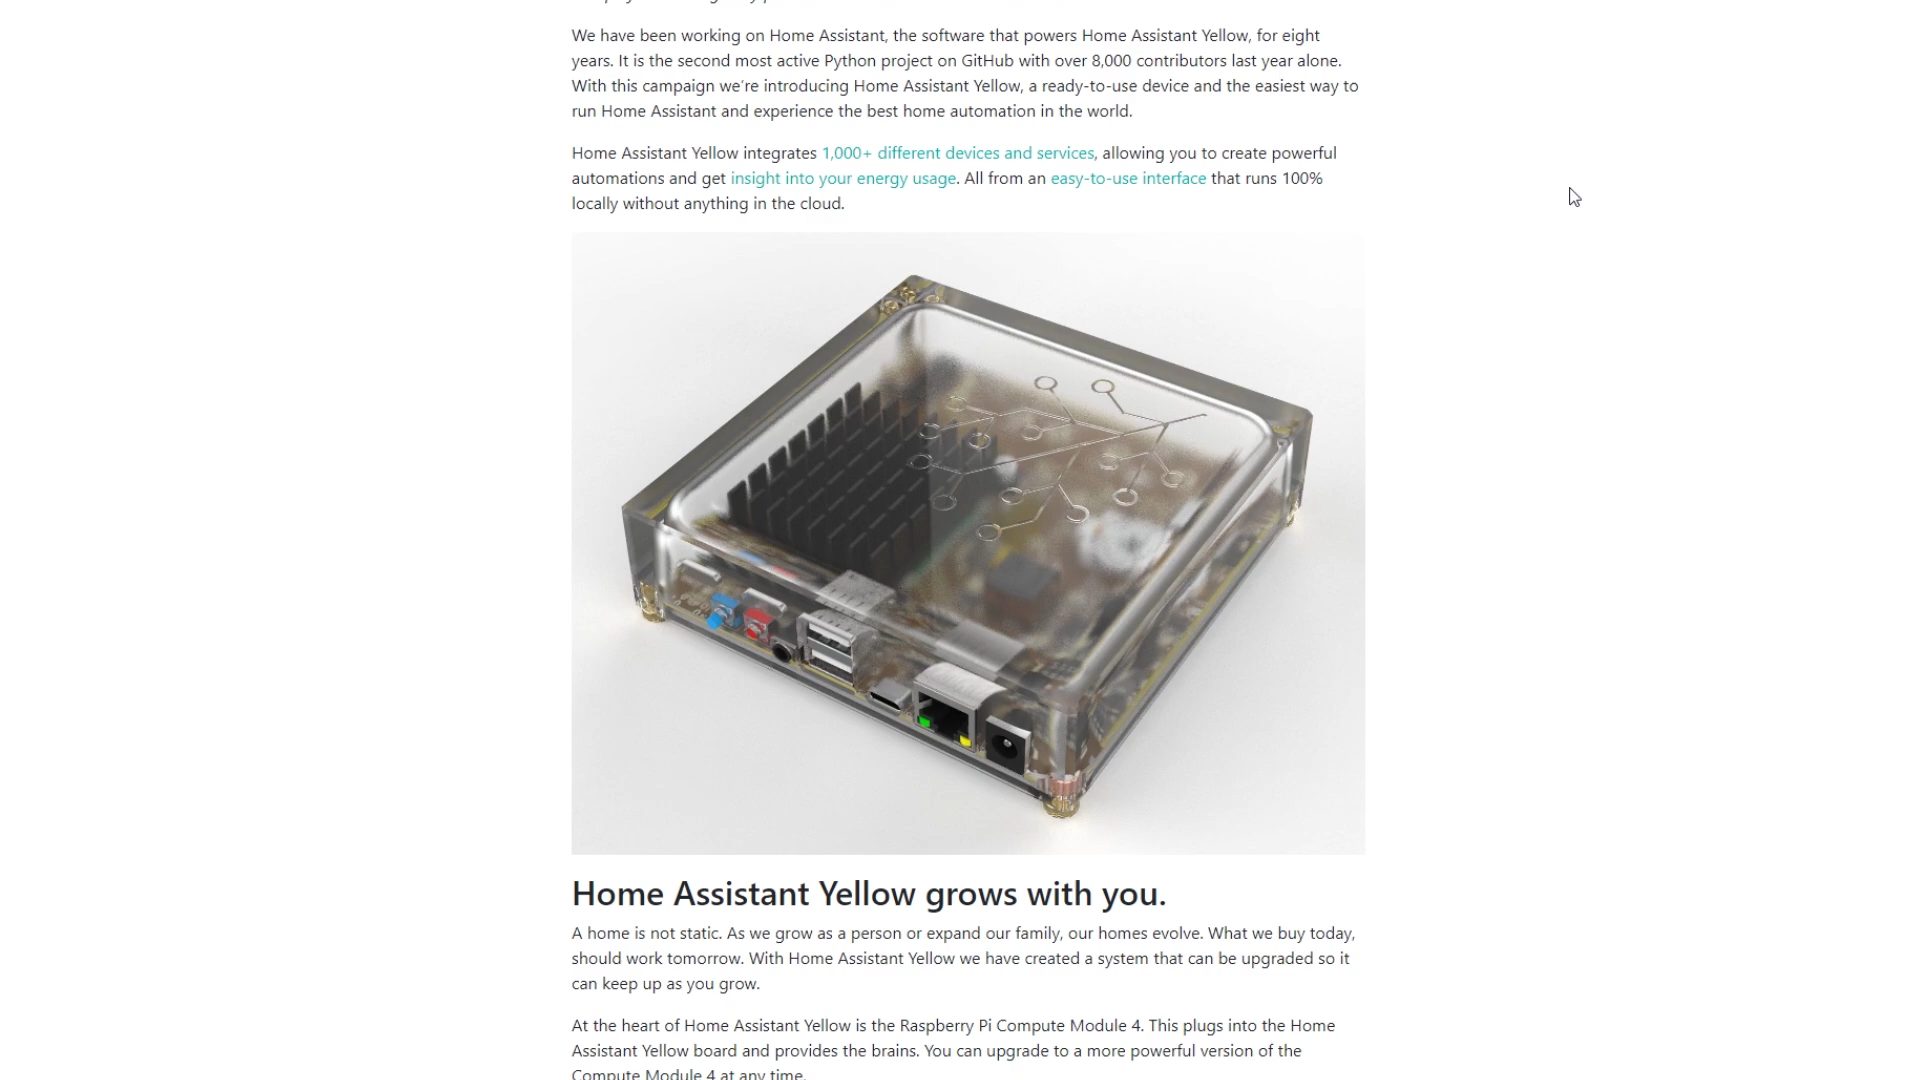 We have been working on Home Assistant, the software that powers Home Assistant Yellow, for eight
years. It is the second most active Python project on GitHub with over 8,000 contributors last year alone.
With this campaign we’re introducing Home Assistant Yellow, a ready-to-use device and the easiest way to
run Home Assistant and experience the best home automation in the world.
Home Assistant Yellow integrates 1,000+ different devices and services, allowing you to create powerful
automations and get insight into your energy usage. All from an easy-to-use interface that runs 100%
locally without anything in the cloud.
Home Assistant Yellow grows with you.
A home is not static. As we grow as a person or expand our family, our homes evolve. What we buy today,
should work tomorrow. With Home Assistant Yellow we have created a system that can be upgraded so it
can keep up as you grow.
At the heart of Home Assistant Yellow is the Raspberry Pi Compute Module 4. This plugs into the Home
Assistant Yellow board and provides the brains. You can upgrade to a more powerful version of the
Compute Module 4 at any time.